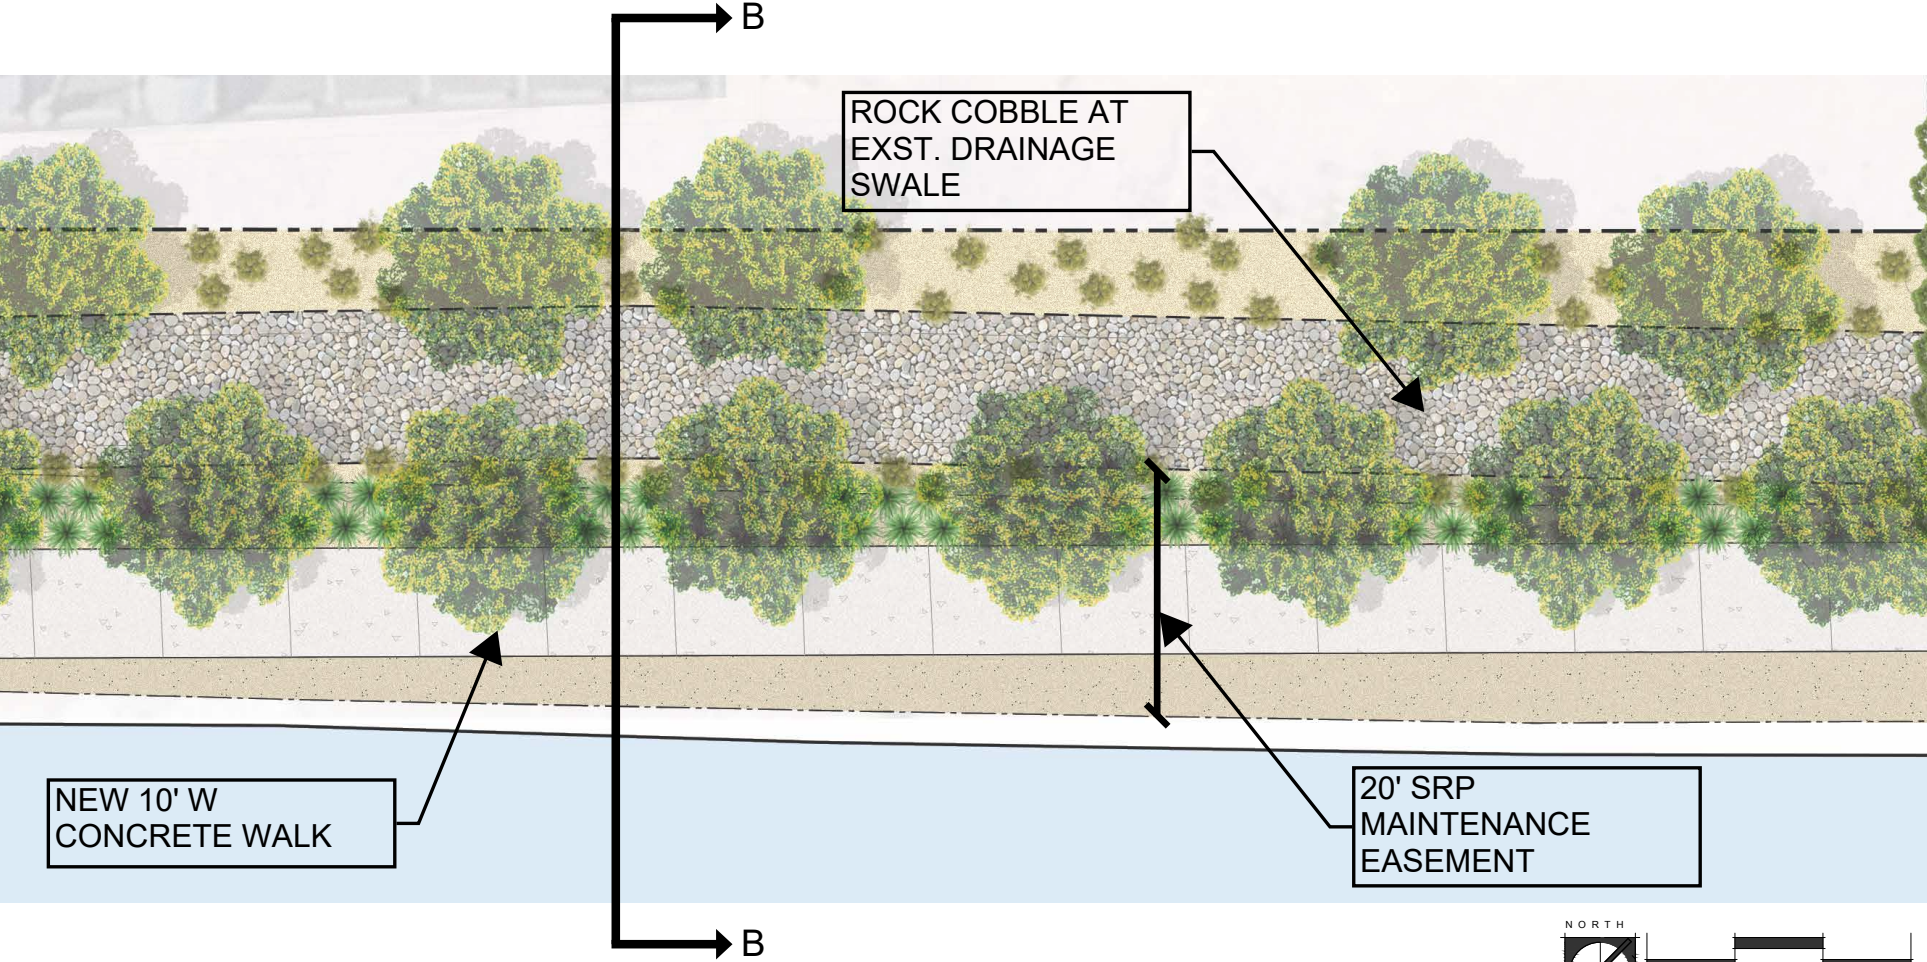 B
ROCK COBBLE AT
EXST. DRAINAGE
SWALE
NEW 10' W
CONCRETE WALK
20' SRP
MAINTENANCE
EASEMENT
B
NORTH